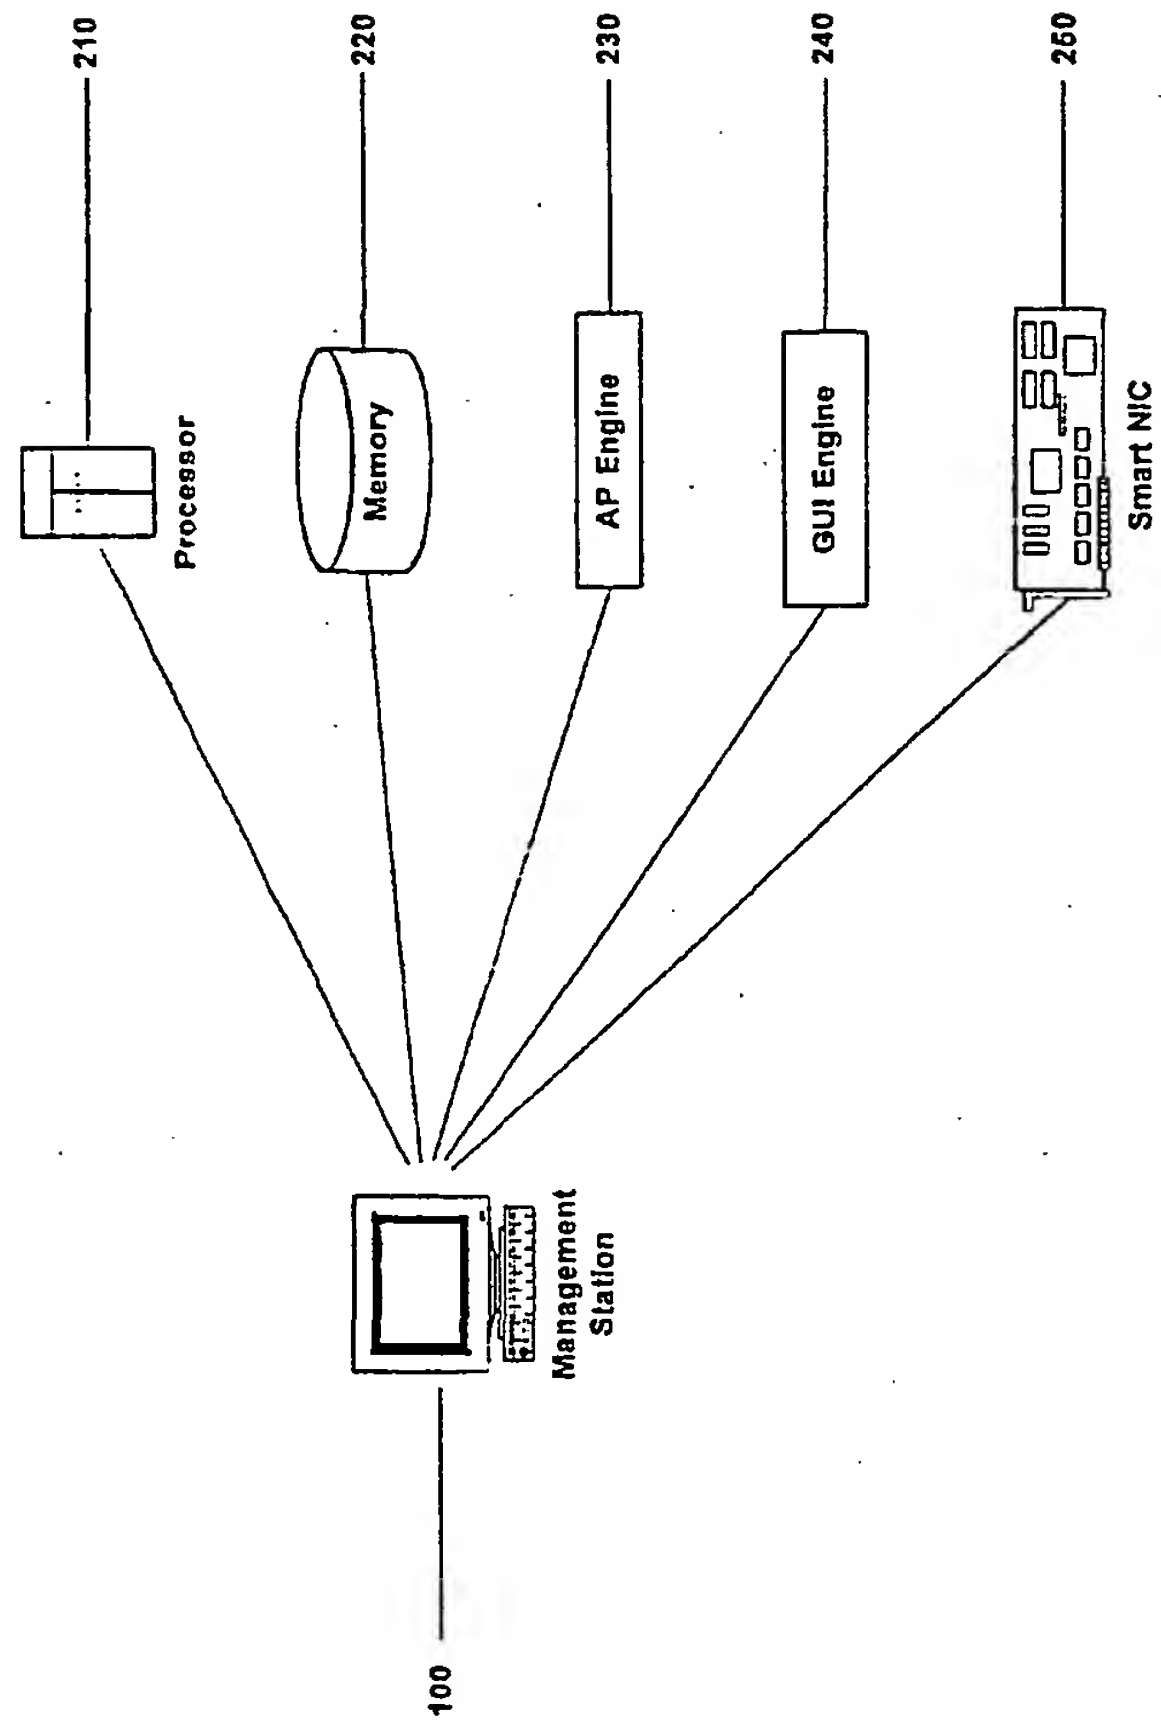 210
Processor
220
Memory
230
AP Engine
240
GUI Engine
250
Smart NIC
Management
Station
100